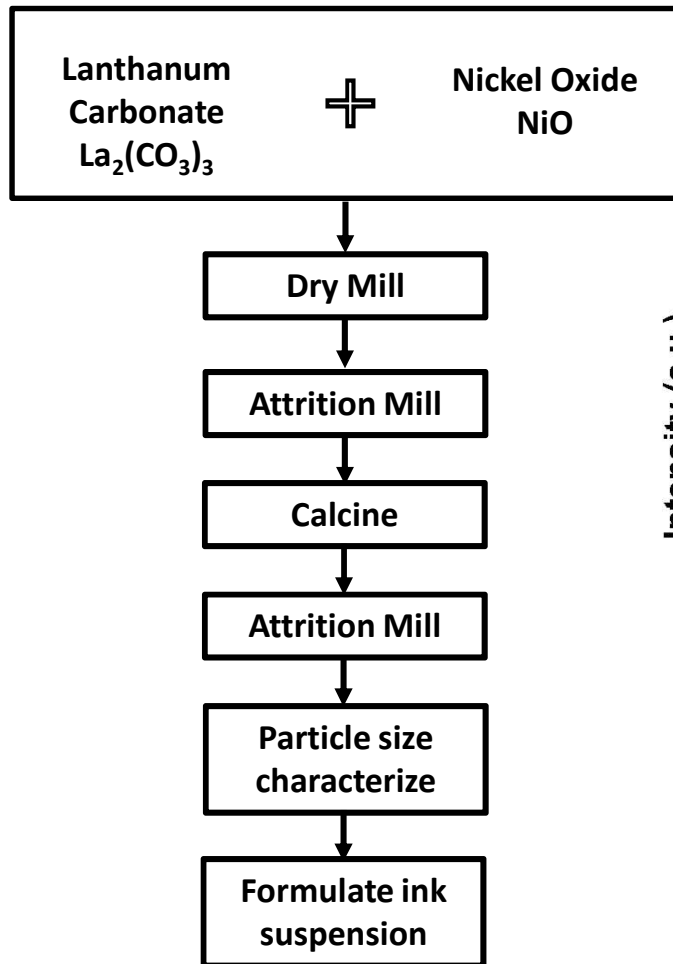 Lanthanum
Carbonate
La₂(CO₃)₃
Nickel Oxide
NiO
Dry Mill
Attrition Mill
Calcine
Attrition Mill
Particle size
characterize
Formulate ink
suspension